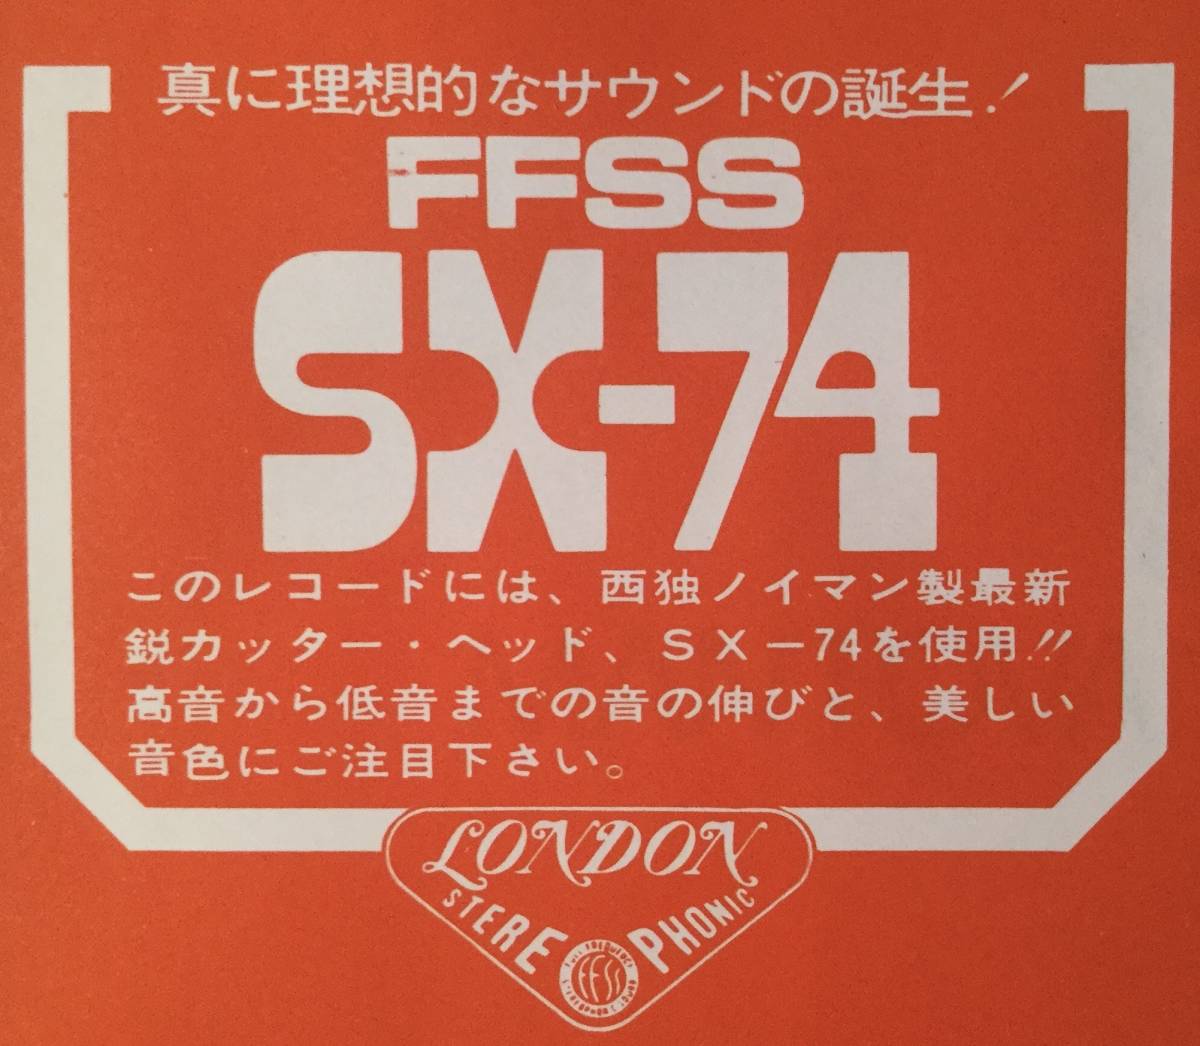 真に理想的なサウンドの誕生!
FFSS
SX-74
このレコードには、西独ノイマン製最新
鋭カッター・ヘッド、SX-74を使用!!
高音から低音までの音の伸びと、美しい
音色にご注目下さい。
LONDON
STEREOPHONIC
FFSS